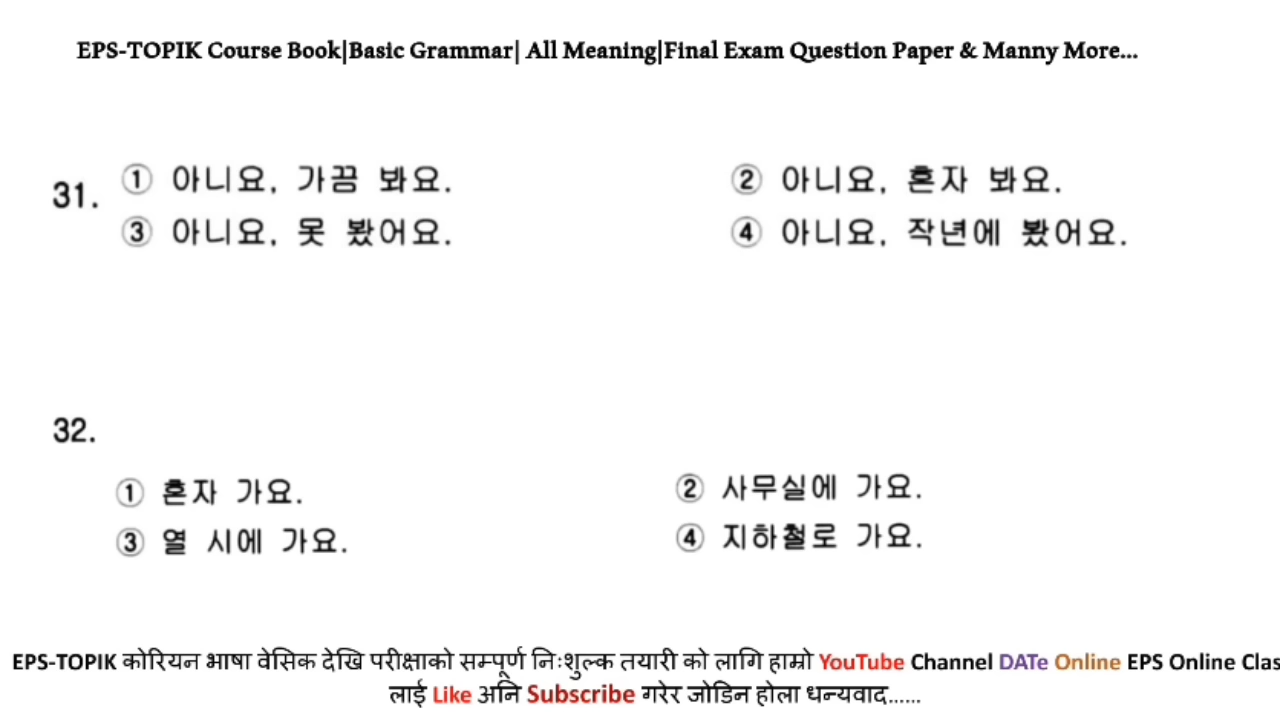 EPS-TOPIK Course Book|Basic Grammar| All Meaning|Final Exam Question Paper & Manny More...
31. ① 아니요, 가끔 봐요. ② 아니요, 혼자 봐요.
③ 아니요, 못 봤어요. ④ 아니요, 작년에 봤어요.
32.
① 혼자 가요. ② 사무실에 가요.
③ 열 시에 가요. ④ 지하철로 가요.
EPS-TOPIK कोरियन भाषा वेसिक देखि परीक्षाको सम्पूर्ण निःशुल्क तयारी को लागि हाम्रो YouTube Channel DATe Online EPS Online Clas
लाई Like अनि Subscribe गरेर जोडिन होला धन्यवाद......